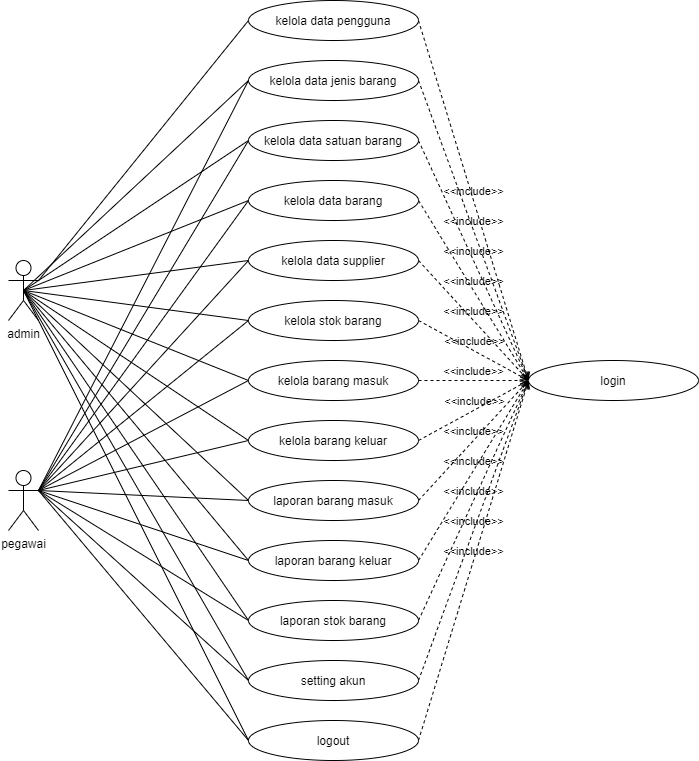 kelola data pengguna
kelola data jenis barang
kelola data satuan barang
<<include>>
kelola data barang
<<include>>
<<include>>
kelola data supplier
<<include>>
<<include>>
kelola stok barang
admin
<<include>>
<<include>>
kelola barang masuk
login
<<include>>
<<include>>
kelola barang keluar
<<include>>
<<include>>
laporan barang masuk
<<include>>
pegawai
<<include>>
laporan barang keluar
laporan stok barang
setting akun
logout